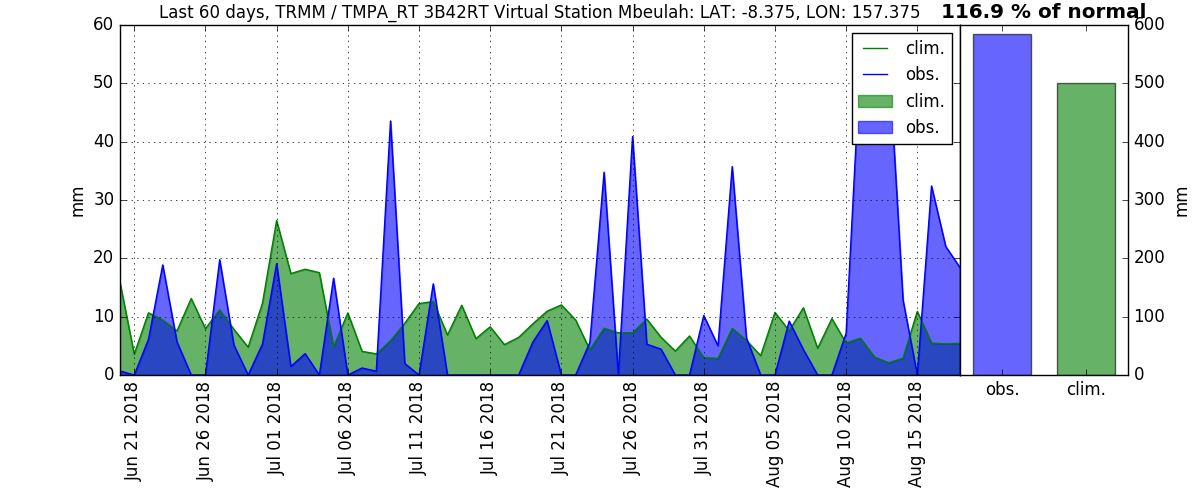 Last 60 days, TRMM / TMPA_RT 3B42RT Virtual Station Mbeulah: LAT: -8.375, LON: 157.375
116.9 % of normal
60
50
40
30
20
10
0
mm
clim.
obs.
clim.
obs.
600
500
400
300
200
100
0
mm
Jun 21 2018
Jun 26 2018
Jul 01 2018
Jul 06 2018
Jul 11 2018
Jul 16 2018
Jul 21 2018
Jul 26 2018
Jul 31 2018
Aug 05 2018
Aug 10 2018
Aug 15 2018
obs.
clim.